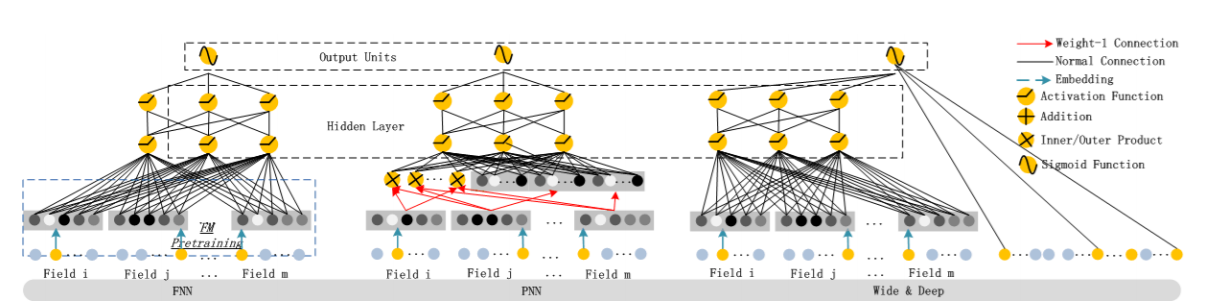 Output Units
Weight-1 Connection
Normal Connection
Embedding
Activation Function
Addition
Inner/Outer Product
Sigmoid Function
Hidden Layer
... ...
... ... ...
FM
Pretraining
... ...
... ...
... ... ...
... ... ...
... ... ... ...
Field i Field j ... Field m
Field i Field j ... Field m
Field i Field j ... Field m
FNN PNN Wide & Deep